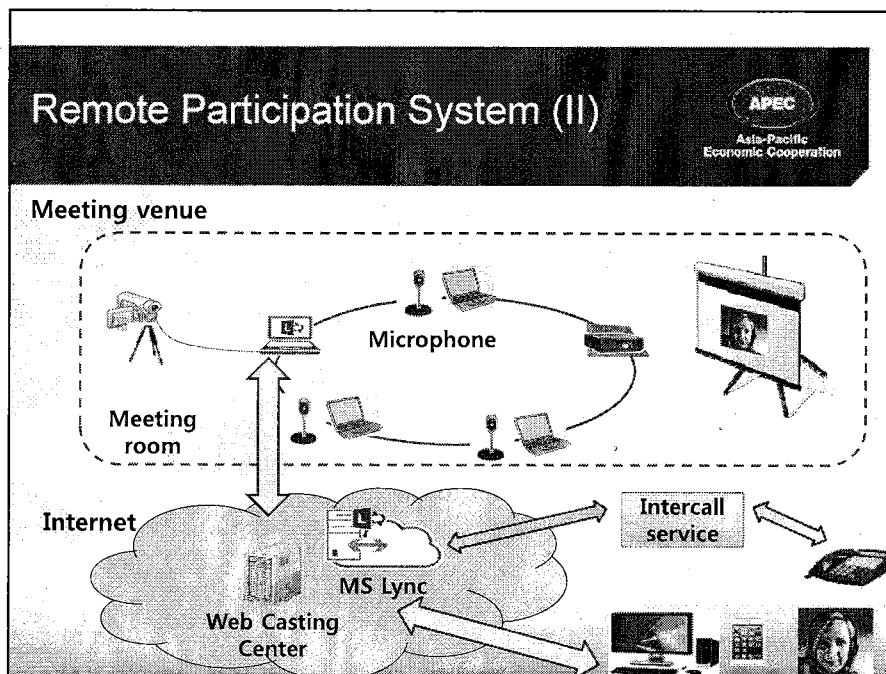 Remote Participation System (II)
APEC
Asia-Pacific
Economic Cooperation
Meeting venue
Microphone
Meeting
room
Internet
MS Lync
Web Casting
Center
Intercall
service